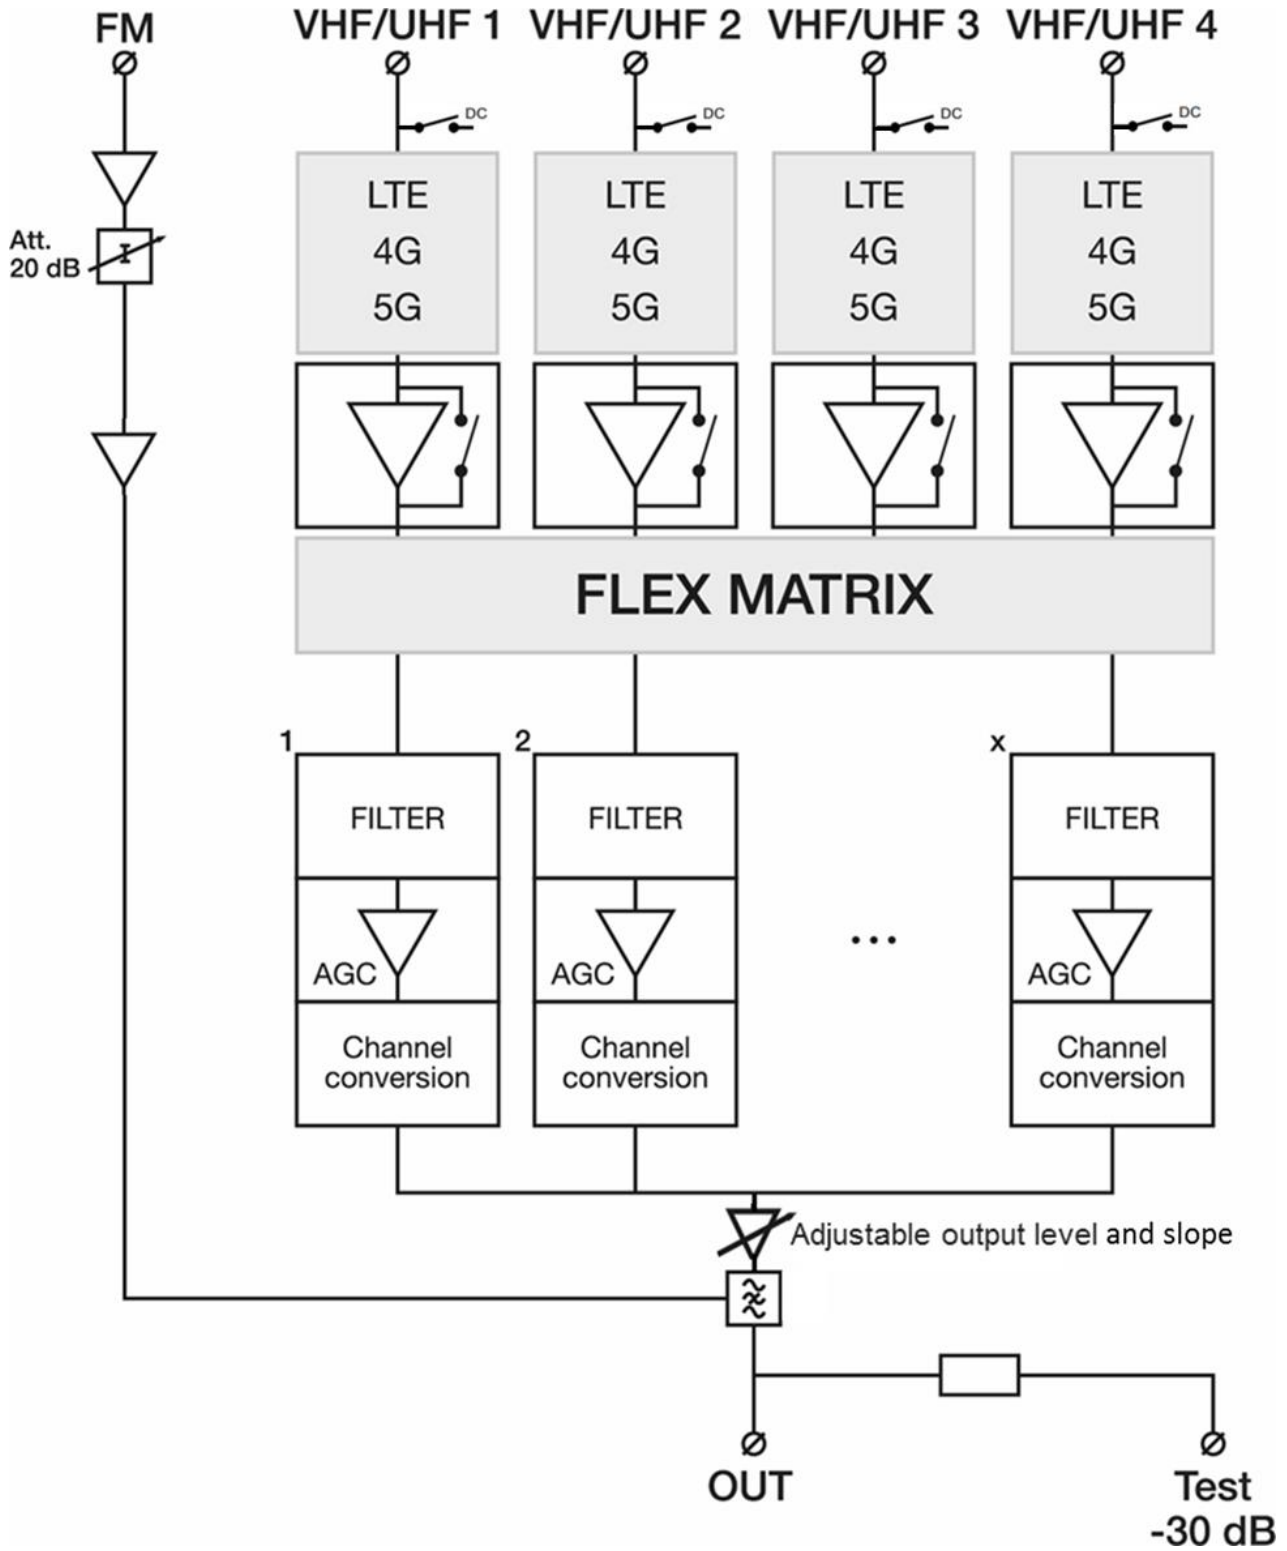 FM VHF/UHF 1 VHF/UHF 2 VHF/UHF 3 VHF/UHF 4
DC DC DC DC
LTE LTE LTE LTE
Att.
20 dB
4G 4G 4G 4G
5G 5G 5G 5G
FLEX MATRIX
1 2 x
FILTER FILTER FILTER
...
AGC AGC AGC
Channel Channel Channel
conversion conversion conversion
Adjustable output level and slope
OUT Test
-30 dB